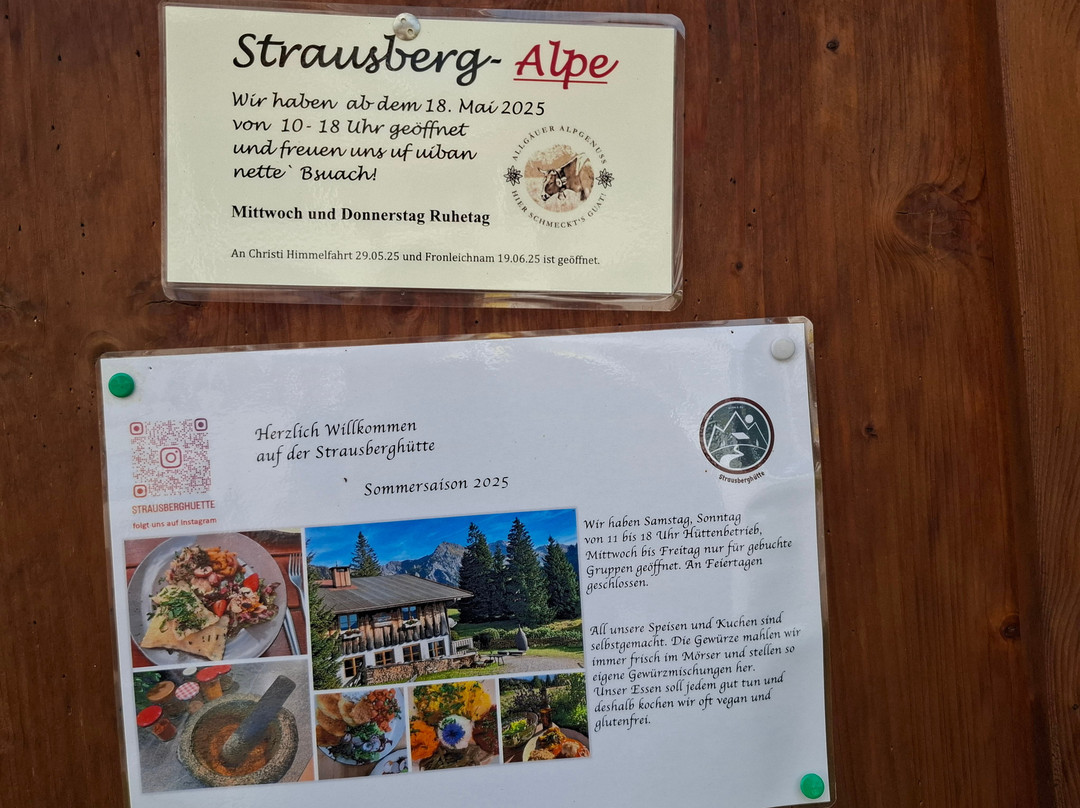 Strausberg- Alpe
Wir haben ab dem 18. Mai 2025
von 10- 18 Uhr geöffnet
und freuen uns uf uiban
nette` Bsuach!
ALLGÄUER ALPGENUSS
HIER SCHMECKT'S GUAT!
Mittwoch und Donnerstag Ruhetag
An Christi Himmelfahrt 29.05.25 und Fronleichnam 19.06.25 ist geöffnet.
Herzlich Willkommen
auf der Strausberghütte
Sommersaison 2025
Strausberghütte
STRAUSBERGHUETTE
folgt uns auf Instagram
Wir haben Samstag, Sonntag
von 11 bis 18 Uhr Hüttenbetrieb,
Mittwoch bis Freitag nur für gebuchte
Gruppen geöffnet. An Feiertagen
geschlossen.
All unsere Speisen und Kuchen sind
selbstgemacht. Die Gewürze mahlen wir
immer frisch im Mörser und stellen so
eigene Gewürzmischungen her.
Unser Essen soll jedem gut tun und
deshalb kochen wir oft vegan und
glutenfrei.